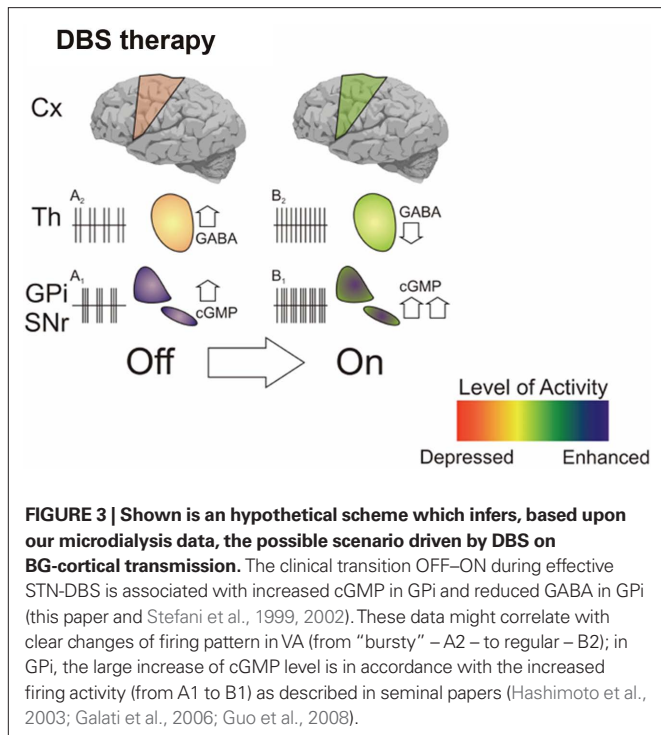 DBS therapy
Cx
Th
A2
GABA
B2
GABA
GPi
SNr
A1
cGMP
B1
cGMP
Off
On
Level of Activity
Depressed Enhanced
FIGURE 3 | Shown is an hypothetical scheme which infers, based upon
our microdialysis data, the possible scenario driven by DBS on
BG-cortical transmission. The clinical transition OFF–ON during effective
STN-DBS is associated with increased cGMP in GPi and reduced GABA in GPi
(this paper and Stefani et al., 1999, 2002). These data might correlate with
clear changes of firing pattern in VA (from “bursty” – A2 – to regular – B2); in
GPi, the large increase of cGMP level is in accordance with the increased
firing activity (from A1 to B1) as described in seminal papers (Hashimoto et al.,
2003; Galati et al., 2006; Guo et al., 2008).